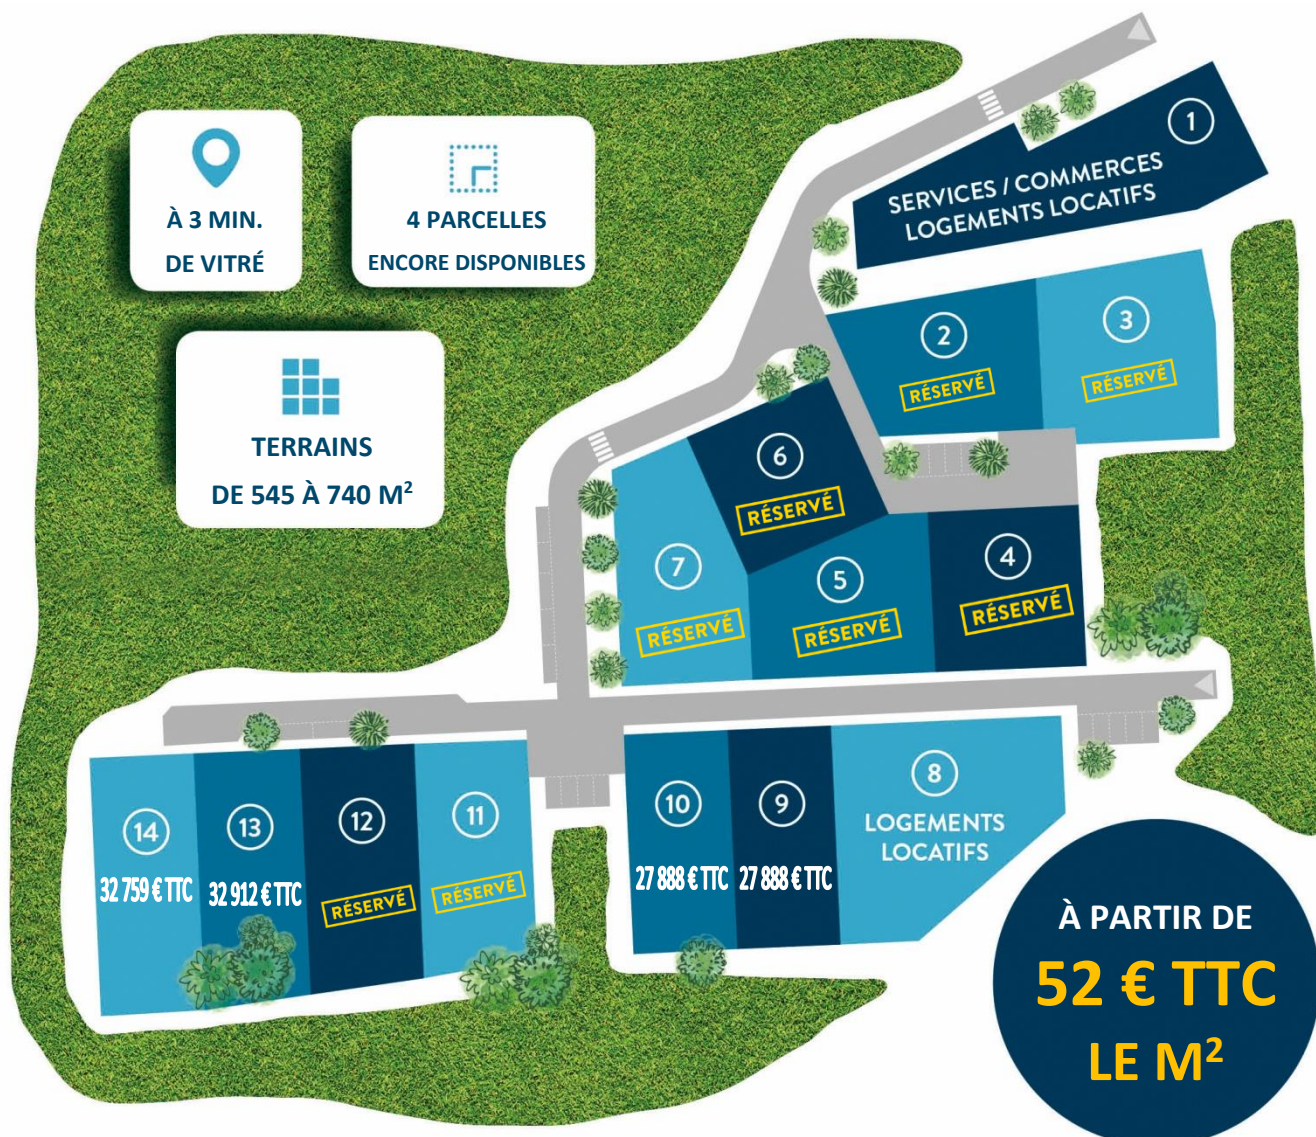 À 3 MIN.
DE VITRÉ
4 PARCELLES
ENCORE DISPONIBLES
TERRAINS
DE 545 À 740 M²
1
SERVICES / COMMERCES
LOGEMENTS LOCATIFS
2
RÉSERVÉ
3
RÉSERVÉ
6
RÉSERVÉ
7
RÉSERVÉ
5
RÉSERVÉ
4
RÉSERVÉ
14
32 759 € TTC
13
32 912 € TTC
12
RÉSERVÉ
11
RÉSERVÉ
10
27 888 € TTC
9
27 888 € TTC
8
LOGEMENTS
LOCATIFS
À PARTIR DE
52 € TTC
LE M²